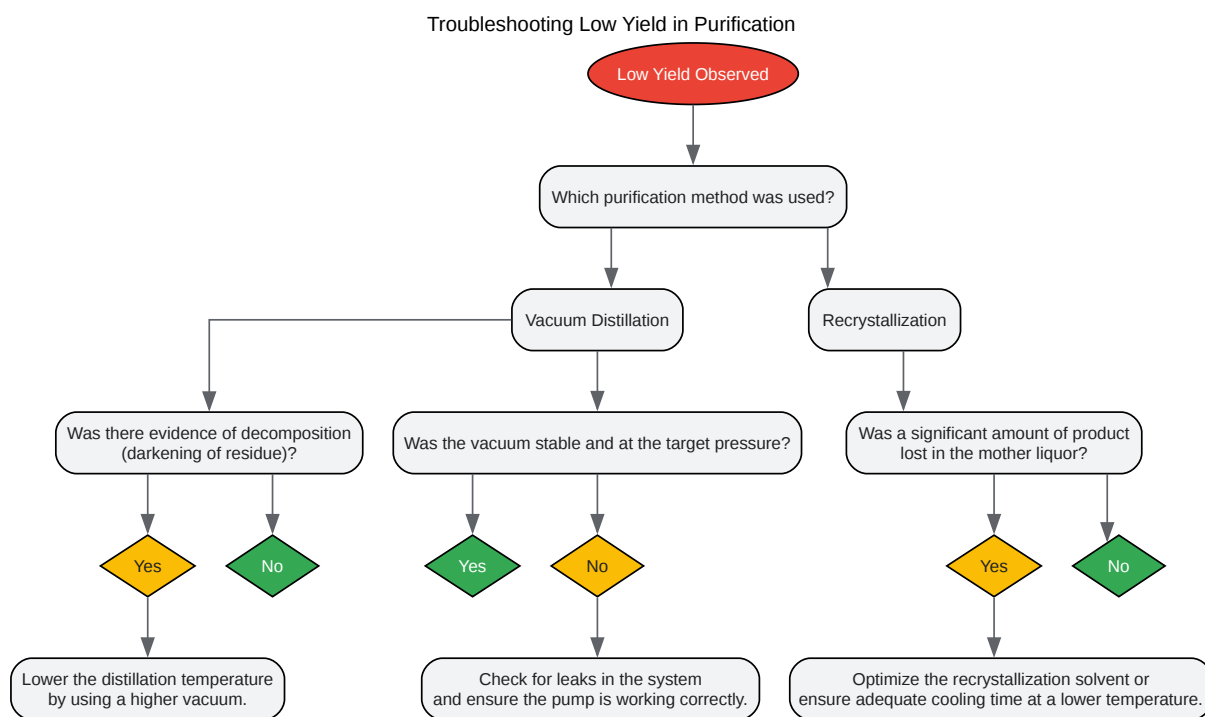 Troubleshooting Low Yield in Purification
Low Yield Observed
Which purification method was used?
Vacuum Distillation
Recrystallization
Was there evidence of decomposition
(darkening of residue)?
Was the vacuum stable and at the target pressure?
Was a significant amount of product
lost in the mother liquor?
Yes
No
Yes
No
Yes
No
Lower the distillation temperature
by using a higher vacuum.
Check for leaks in the system
and ensure the pump is working correctly.
Optimize the recrystallization solvent or
ensure adequate cooling time at a lower temperature.